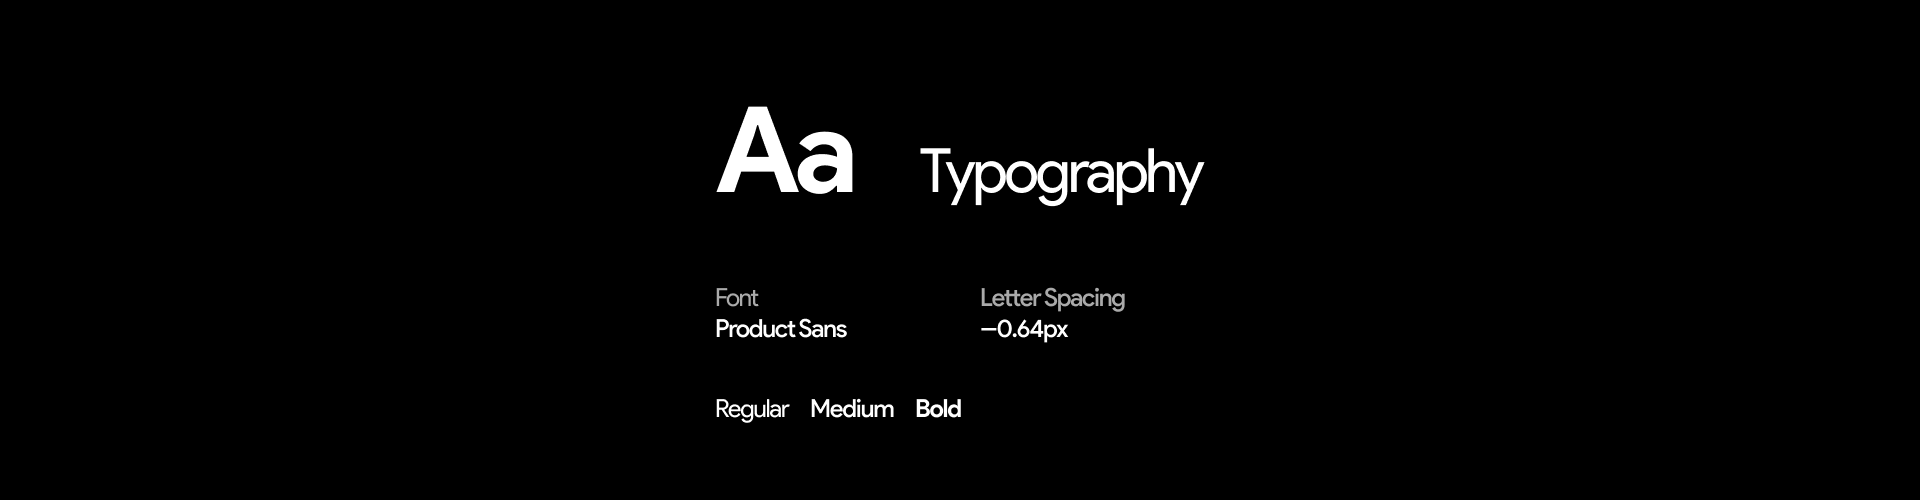 Aa Typography
Font
Product Sans
Letter Spacing
—0.64px
Regular Medium Bold